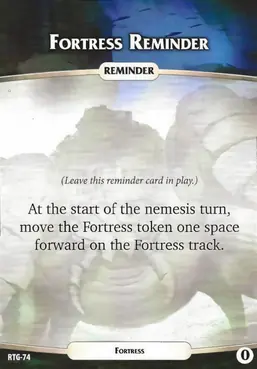 Fortress Reminder
REMINDER
(Leave this reminder card in play.)
At the start of the nemesis turn,
move the Fortress token one space
forward on the Fortress track.
Fortress
RTG-74
0